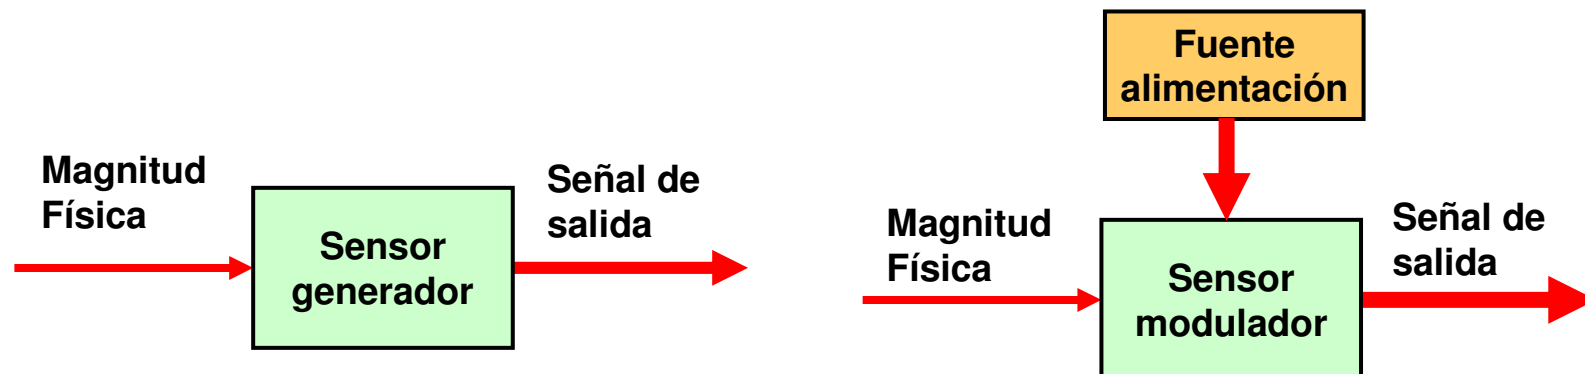 Magnitud
Física
Sensor
generador
Señal de
salida
Fuente
alimentación
Magnitud
Física
Sensor
modulador
Señal de
salida